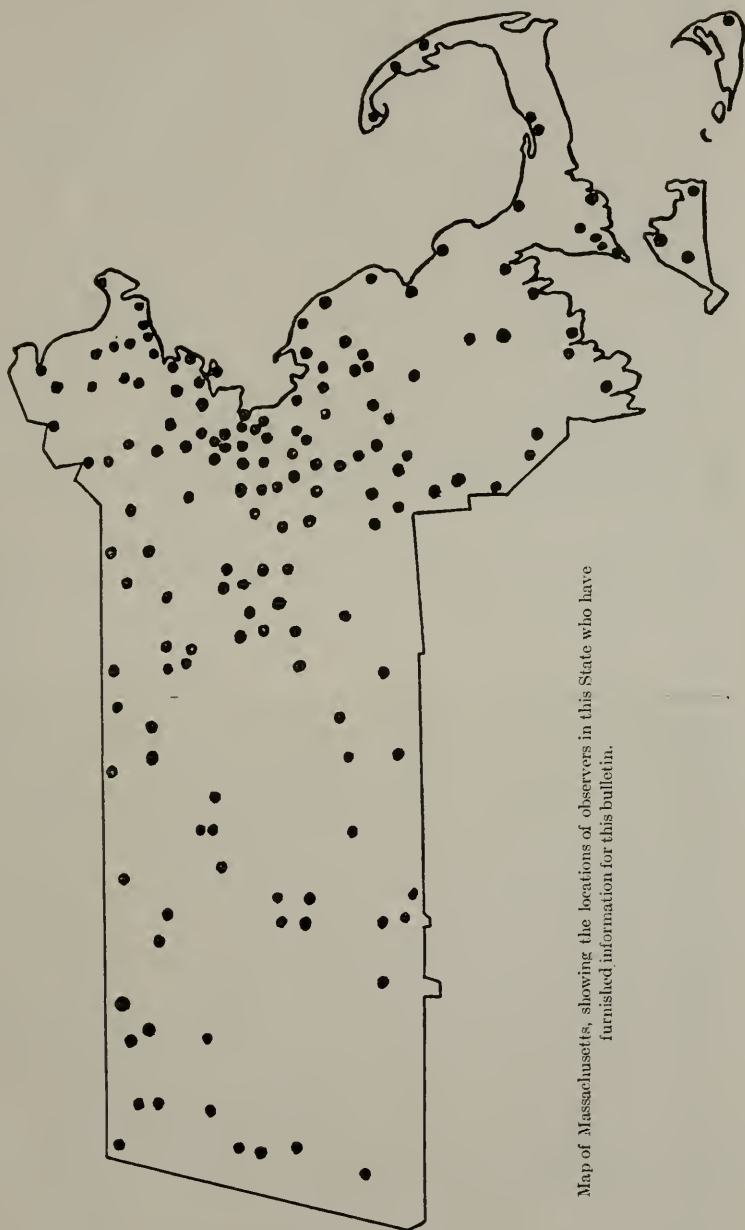 Map of Massachusetts, showing the locations of observers in this State who have
furnished information for this bulletin.